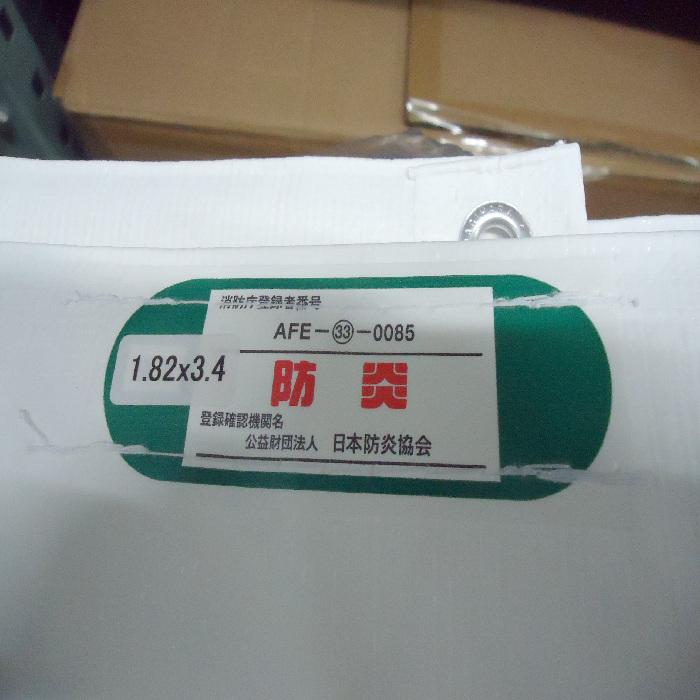 消防庁登録者番号
AFE-㉝-0085
1.82x3.4
防 炎
登録確認機関名
公益財団法人 日本防炎協会